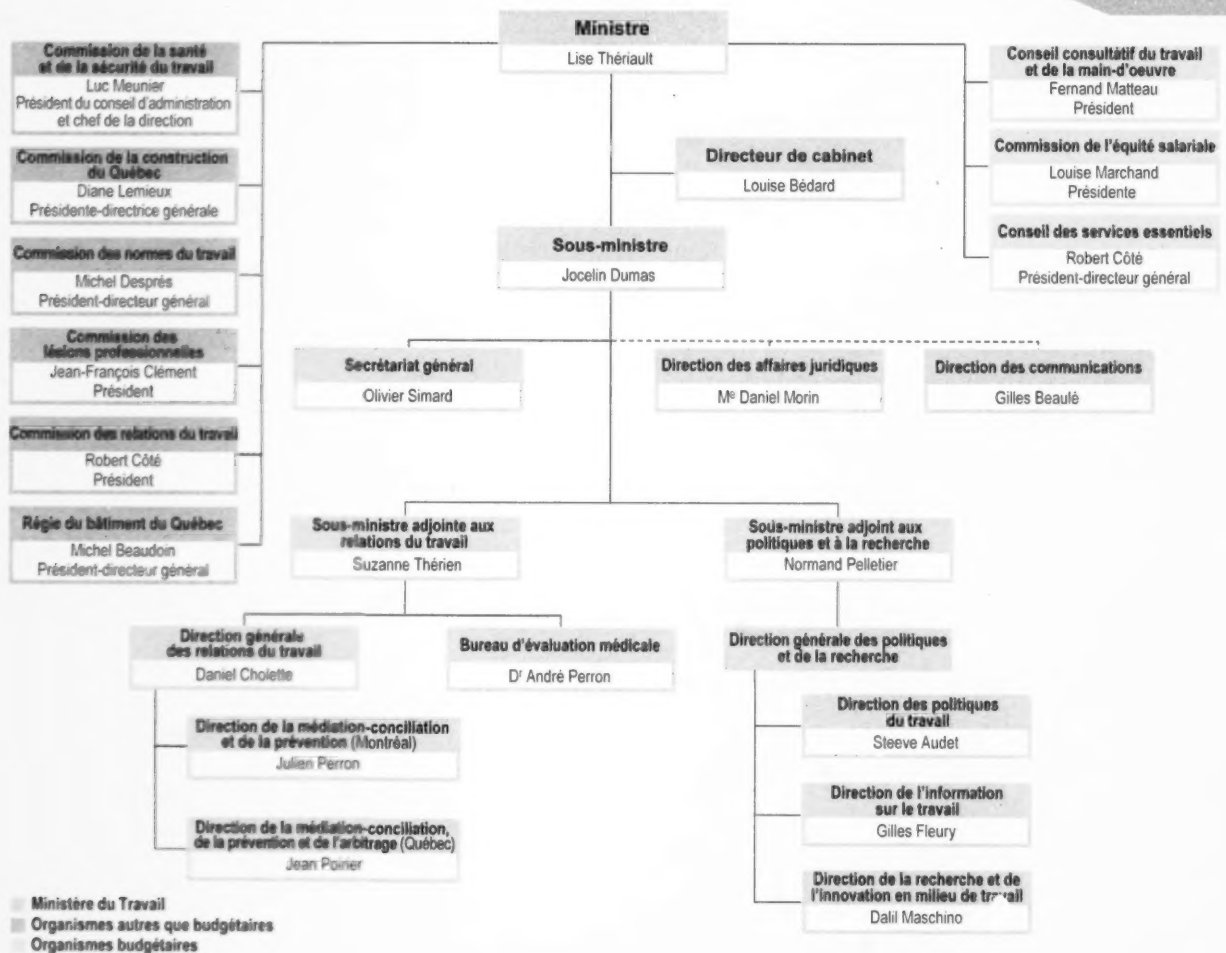 Ministre
Lise Thériault
Commission de la santé
et de la sécurité du travail
Luc Meunier
Président du conseil d'administration
et chef de la direction
Commission de la construction
du Québec
Diane Lemieux
Présidente-directrice générale
Commission des normes du travail
Michel Després
Président-directeur général
Commission des
lésions professionnelles
Jean-François Clément
Président
Commission des relations du travail
Robert Côté
Président
Régie du bâtiment du Québec
Michel Beaudoin
Président-directeur général
Conseil consultatif du travail
et de la main-d'oeuvre
Fernand Matteau
Président
Commission de l'équité salariale
Louise Marchand
Présidente
Conseil des services essentiels
Robert Côté
Président-directeur général
Directeur de cabinet
Louise Bédard
Sous-ministre
Jocelin Dumas
Secrétariat général
Olivier Simard
Direction des affaires juridiques
Me Daniel Morin
Direction des communications
Gilles Beaulé
Sous-ministre adjointe aux
relations du travail
Suzanne Thérien
Sous-ministre adjoint aux
politiques et à la recherche
Normand Pelletier
Direction générale
des relations du travail
Daniel Cholette
Bureau d'évaluation médicale
Dr André Perron
Direction générale des politiques
et de la recherche
Direction de la médiation-conciliation
et de la prévention (Montréal)
Julien Perron
Direction de la médiation-conciliation,
de la prévention et de l'arbitrage (Québec)
Jean Poirier
Direction des politiques
du travail
Steeve Audet
Direction de l'information
sur le travail
Gilles Fleury
Direction de la recherche et de
l'innovation en milieu de travail
Dalil Maschino
Ministère du Travail
Organismes autres que budgétaires
Organismes budgétaires